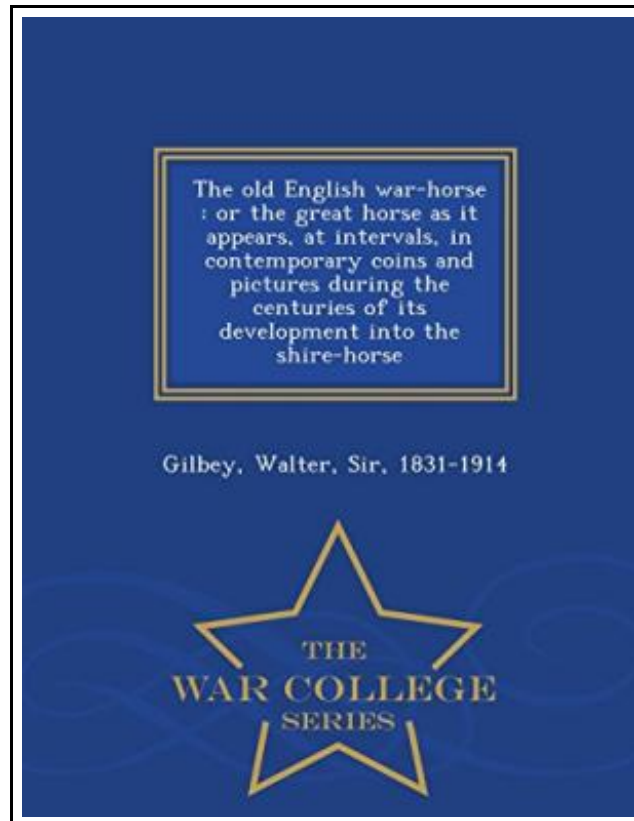 The old English war-horse
: or the great horse as it
appears, at intervals, in
contemporary coins and
pictures during the
centuries of its
development into the
shire-horse
Gilbey, Walter, Sir, 1831-1914
THE
WAR COLLEGE
SERIES